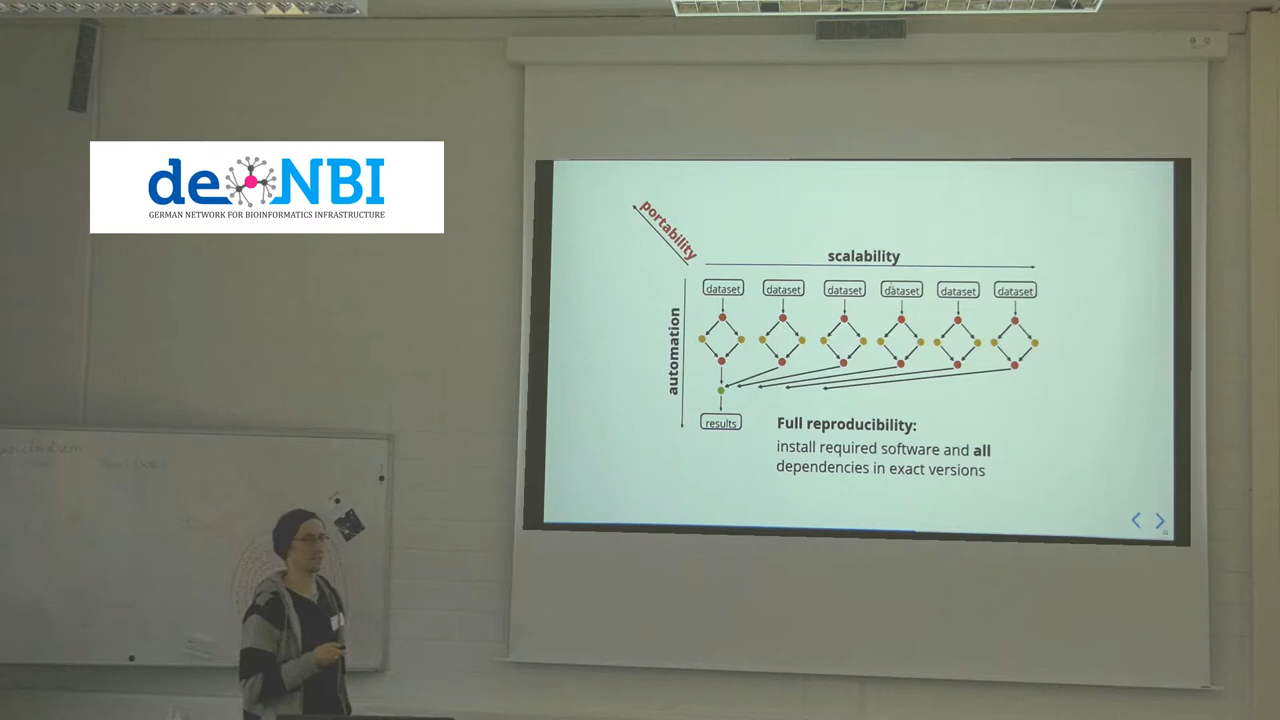 de NBI
GERMAN NETWORK FOR BIOINFORMATICS INFRASTRUCTURE
portability
scalability
dataset dataset dataset dataset dataset dataset
automation
results
Full reproducibility:
install required software and all
dependencies in exact versions